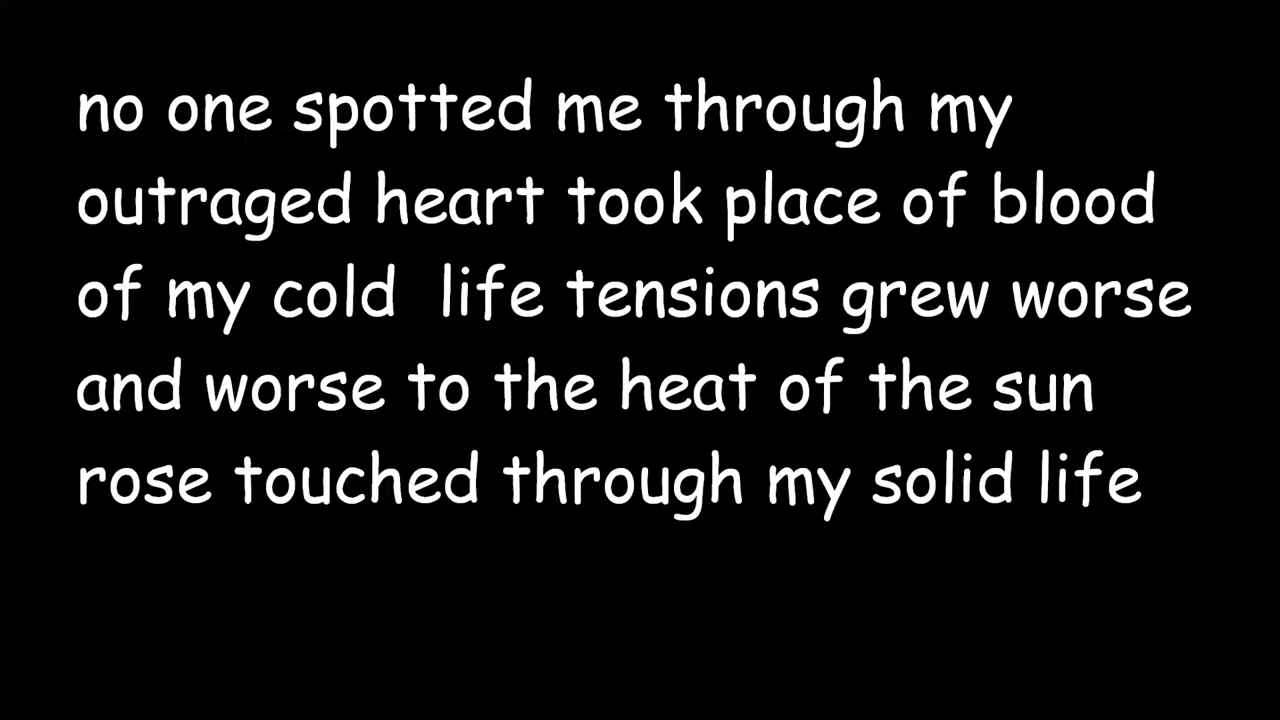 no one spotted me through my
outraged heart took place of blood
of my cold  life tensions grew worse
and worse to the heat of the sun
rose touched through my solid life